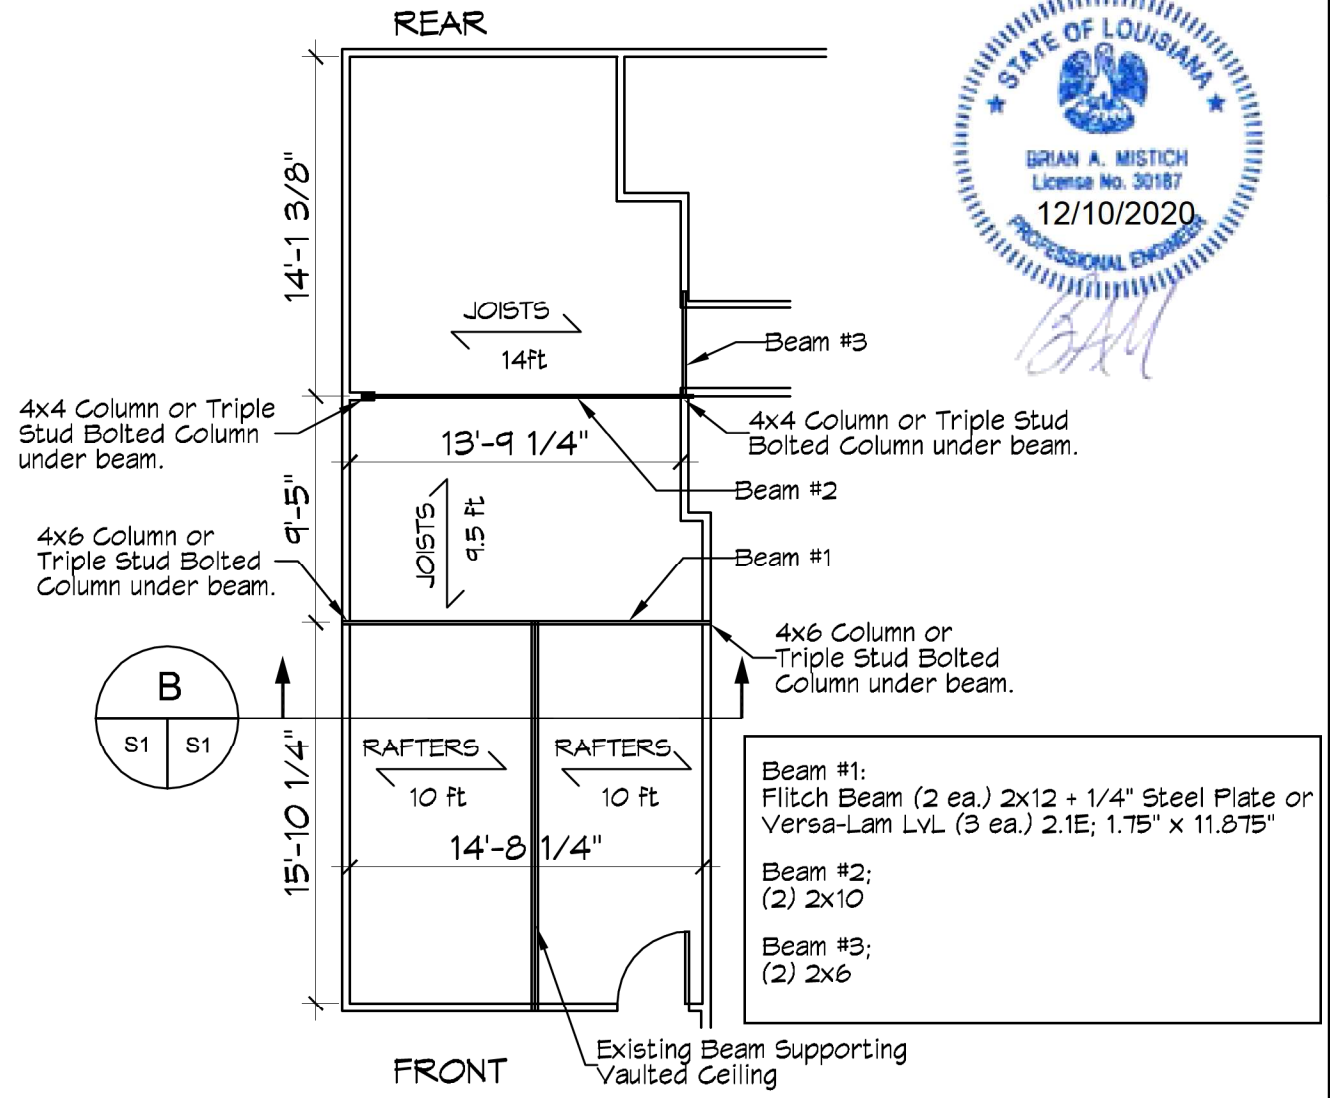 REAR
STATE OF LOUISIANA
BRIAN A. MISTICH
License No. 30187
12/10/2020
PROFESSIONAL ENGINEER
BAM
14'-1 3/8"
JOISTS
14ft
Beam #3
4x4 Column or Triple
Stud Bolted Column
under beam.
4x4 Column or Triple Stud
Bolted Column under beam.
13'-9 1/4"
Beam #2
9'-5"
JOISTS
9.5 ft
4x6 Column or
Triple Stud Bolted
Column under beam.
Beam #1
4x6 Column or
Triple Stud Bolted
Column under beam.
B
S1 S1
RAFTERS
10 ft
RAFTERS
10 ft
15'-10 1/4"
14'-8 1/4"
Beam #1:
Flitch Beam (2 ea.) 2x12 + 1/4" Steel Plate or
Versa-Lam LvL (3 ea.) 2.1E; 1.75" x 11.875"
Beam #2;
(2) 2x10
Beam #3;
(2) 2x6
Existing Beam Supporting
Vaulted Ceiling
FRONT